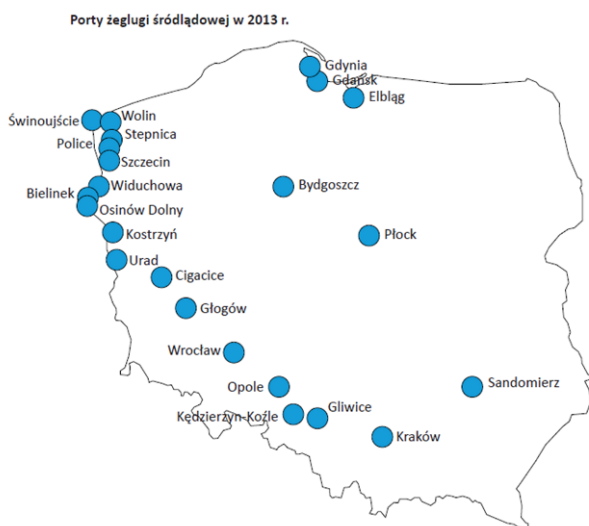 Porty żeglugi śródlądowej w 2013 r.
Gdynia
Gdańsk
Elbląg
Świnoujście
Wolin
Stepnica
Police
Szczecin
Widuchowa
Bielinek
Osinów Dolny
Bydgoszcz
Kostrzyń
Płock
Urad
Cigacice
Głogów
Wrocław
Opole
Sandomierz
Kędzierzyn-Koźle
Gliwice
Kraków